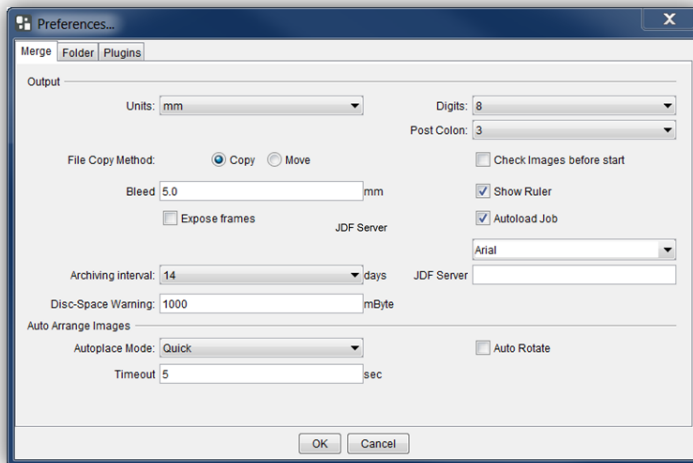 Preferences...
X
Merge Folder Plugins
Output
Units: mm Digits: 8
Post Colon: 3
File Copy Method: Copy Move Check Images before start
Bleed 5.0 mm Show Ruler
Expose frames JDF Server Autoload Job
Arial
Archiving interval: 14 days JDF Server
Disc-Space Warning: 1000 mByte
Auto Arrange Images
Autoplace Mode: Quick Auto Rotate
Timeout 5 sec
OK Cancel